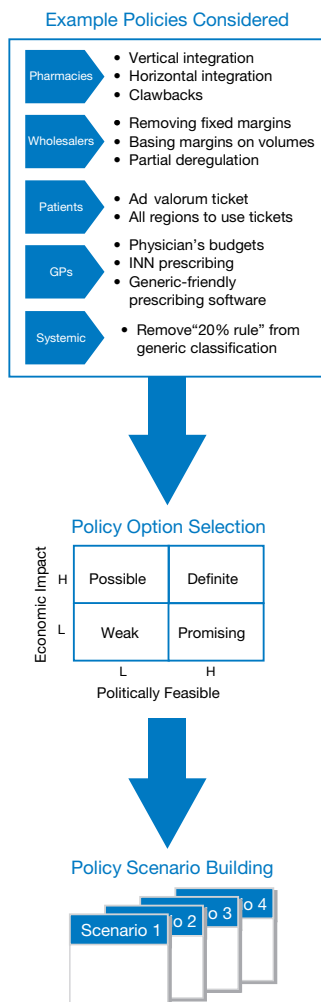 Example Policies Considered
Pharmacies
• Vertical integration
• Horizontal integration
• Clawbacks
Wholesalers
• Removing fixed margins
• Basing margins on volumes
• Partial deregulation
Patients
• Ad valorum ticket
• All regions to use tickets
GPs
• Physician's budgets
• INN prescribing
• Generic-friendly
prescribing software
Systemic
• Remove“20% rule” from
generic classification
Policy Option Selection
Economic Impact
H
Possible
Definite
L
Weak
Promising
L
H
Politically Feasible
Policy Scenario Building
Scenario 1
o 2
o 3
o 4